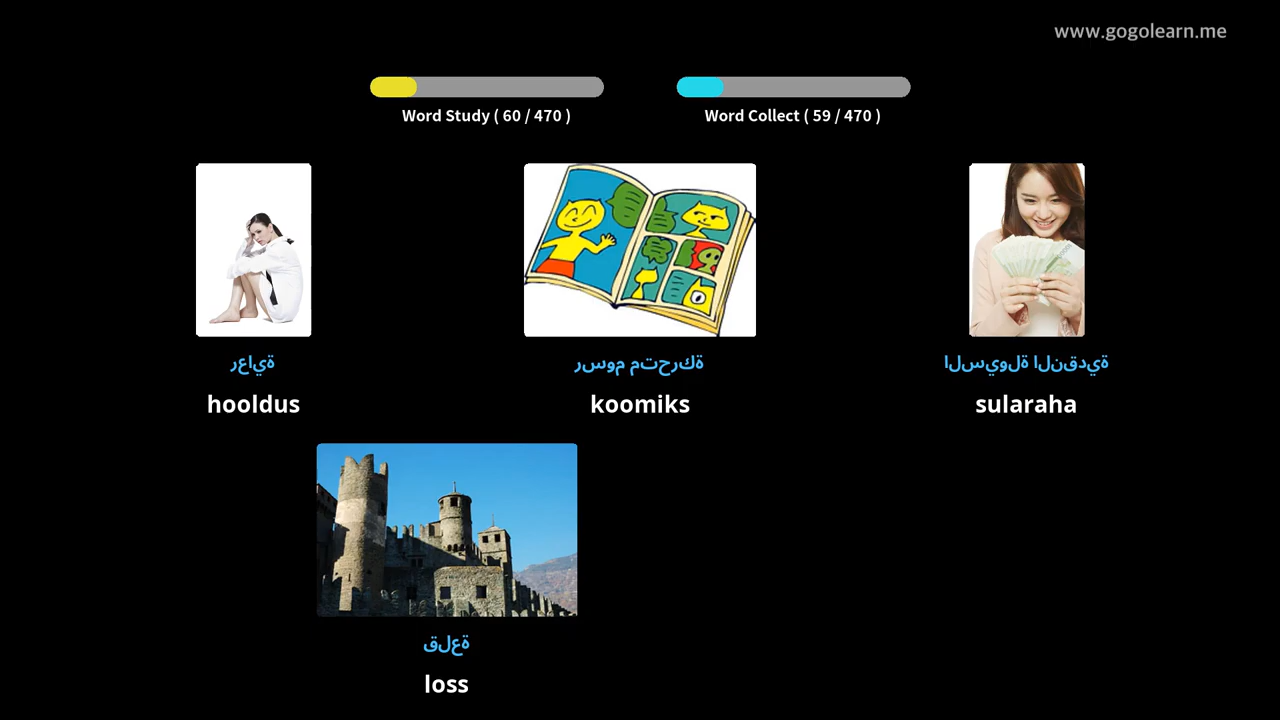 www.gogolearn.me
Word Study ( 60 / 470 )
Word Collect ( 59 / 470 )
رعاية
رسوم متحركة
السيولة النقدية
hooldus
koomiks
sularaha
قلعة
loss